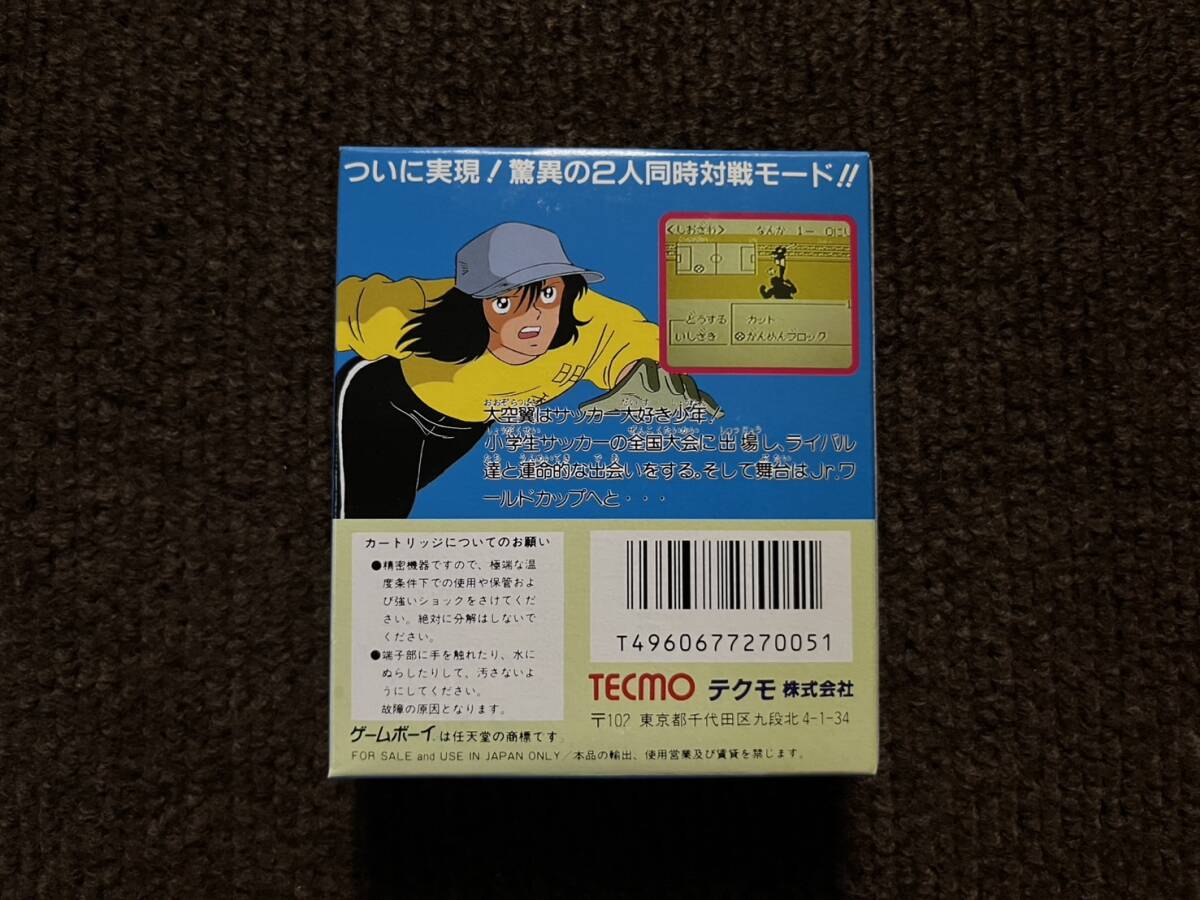 ついに実現!驚異の2人同時対戦モード!!
<しおさわ> なんか 1− 0にし
どうする
カット
いしざき
がんめんブロック
大空翼はサッカー大好き少年!
小学生サッカーの全国大会に出場し、ライバル
達と運命的な出会いをする。そして舞台はJr.ワ
ールドカップへと・・・
カートリッジについてのお願い
●精密機器ですので、極端な温
度条件下での使用や保管およ
び強いショックをさけてくだ
さい。絶対に分解はしないで
ください。
●端子部に手を触れたり、水に
ぬらしたりして、汚さないよ
うにしてください。
故障の原因となります。
T4960677270051
TECMO テクモ株式会社
〒102 東京都千代田区九段北4-1-34
ゲームボーイは任天堂の商標です。
FOR SALE and USE IN JAPAN ONLY/本品の輸出、使用営業及び賃貸を禁じます。